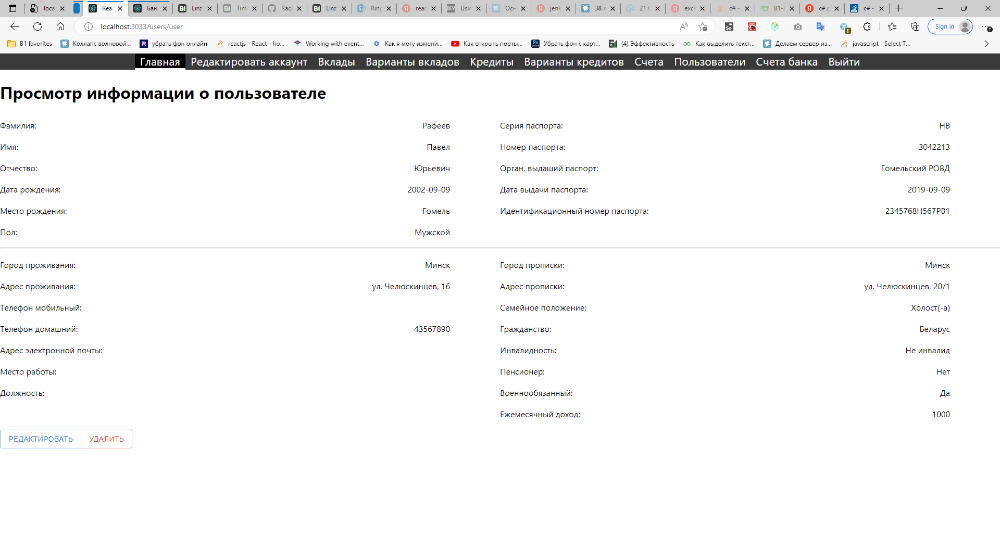 loca
Rea
Бан
Linz
Tim
Rad
Linz
Ring
reac
DEV
Usin
Осн
jenk
38 л
21 C
exce
c# -
B1-
c# p
c# -
localhost:3033/users/user
Sign in
B1 favorites
Коллапс волновой...
убрать фон онлайн
reactjs - React - ho...
Working with event...
Как я могу измени...
Как открыть порты...
Убрать фон с карт...
(4) Эффективность
Как выделить текст...
Делаем сервер из...
javascript - Select T...
Главная Редактировать аккаунт Вклады Варианты вкладов Кредиты Варианты кредитов Счета Пользователи Счета банка Выйти
Просмотр информации о пользователе
Фамилия: Рафеев
Имя: Павел
Отчество: Юрьевич
Дата рождения: 2002-09-09
Место рождения: Гомель
Пол: Мужской
Серия паспорта: HB
Номер паспорта: 3042213
Орган, выдаший паспорт: Гомельский РОВД
Дата выдачи паспорта: 2019-09-09
Идентификационный номер паспорта: 2345768H567PB1
Город проживания: Минск
Адрес проживания: ул. Челюскинцев, 16
Телефон мобильный:
Телефон домашний: 43567890
Адрес электронной почты:
Место работы:
Должность:
Город прописки: Минск
Адрес прописки: ул. Челюскинцев, 20/1
Семейное положение: Холост(-а)
Гражданство: Беларус
Инвалидность: Не инвалид
Пенсионер: Нет
Военнообязанный: Да
Ежемесячный доход: 1000
РЕДАКТИРОВАТЬ УДАЛИТЬ